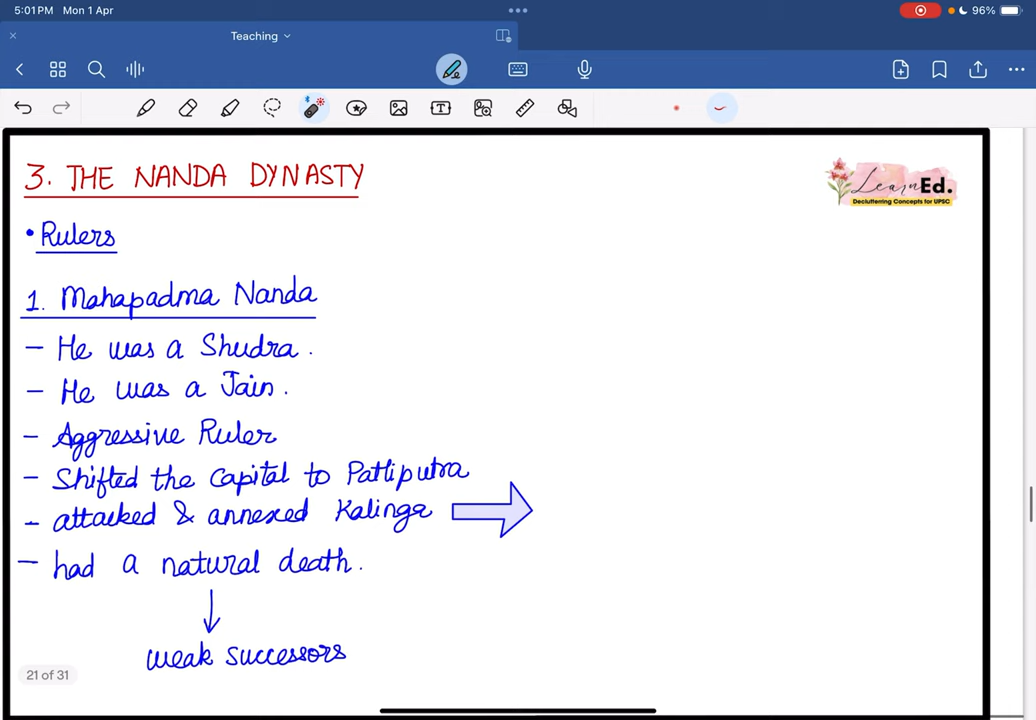 5:01PM Mon 1 Apr
96%
Teaching
3. THE NANDA DYNASTY
LearnEd.
Decluttering Concepts for UPSC
• Rulers
1. Mahapadma Nanda
- He was a Shudra.
- He was a Jain.
- Aggressive Ruler
- Shifted the Capital to Patliputra
- attacked & annexed Kalinga
- had a natural death.
weak successors
21 of 31